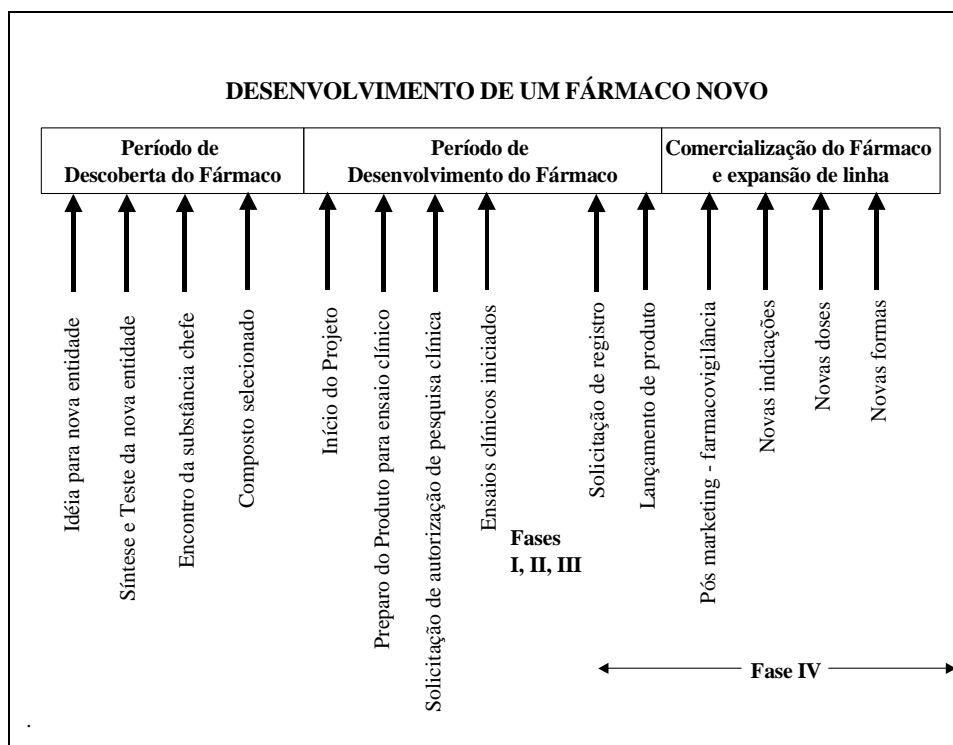 DESENVOLVIMENTO DE UM FÁRMACO NOVO
Período de
Descoberta do Fármaco
Período de
Desenvolvimento do Fármaco
Comercialização do Fármaco
e expansão de linha
Idéia para nova entidade
Síntese e Teste da nova entidade
Encontro da substância chefe
Composto selecionado
Início do Projeto
Preparo do Produto para ensaio clínico
Solicitação de autorização de pesquisa clínica
Ensaios clínicos iniciados
Fases
I, II, III
Solicitação de registro
Lançamento de produto
Pós marketing - farmacovigilância
Novas indicações
Novas doses
Novas formas
Fase IV
.